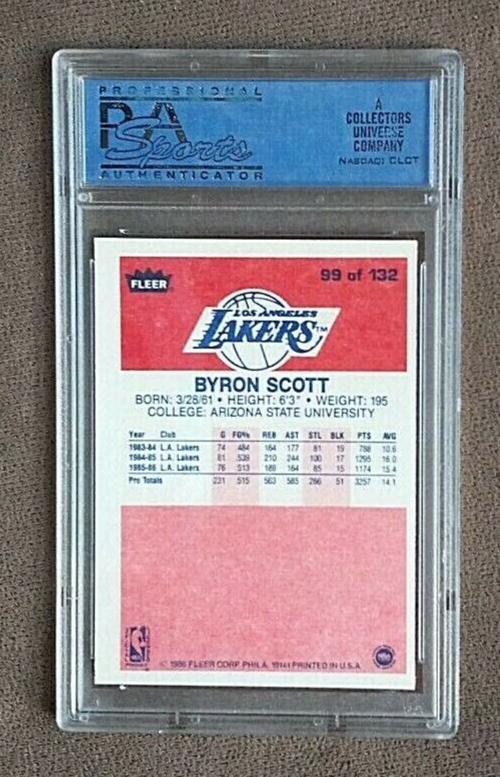 PROFESSIONAL
PSA
Sports
AUTHENTICATOR
A
COLLECTORS
UNIVERSE
COMPANY
NASDAQ: CLCT
FLEER
99 of 132
LOS ANGELES
LAKERS™
BYRON SCOTT
BORN: 3/28/61 • HEIGHT: 6'3" • WEIGHT: 195
COLLEGE: ARIZONA STATE UNIVERSITY
Year Club G FG% REB AST STL BLK PTS AVG
1983-84 L.A. Lakers 74 .484 164 177 81 19 788 10.6
1984-85 L.A. Lakers 81 .539 210 244 100 17 1295 16.0
1985-86 L.A. Lakers 76 .513 189 164 85 15 1174 15.4
Pro Totals 231 .515 563 585 266 51 3257 14.1
NBA
© 1986 FLEER CORP. PHILA. 19141 PRINTED IN U.S.A.